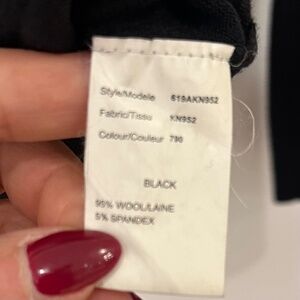 Style/Modele 619AKN952
Fabric/Tissu KN952
Colour/Couleur 790
BLACK
95% WOOL/LAINE
5% SPANDEX